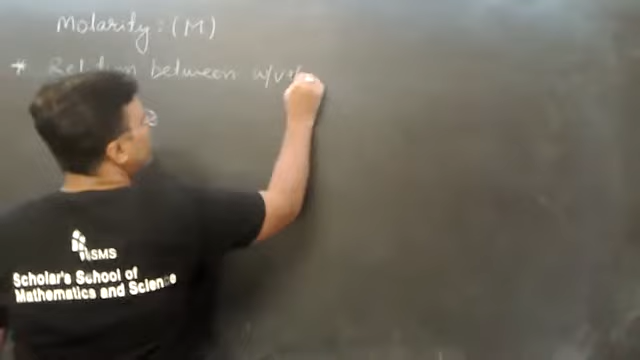 Molarity: (M)
* Relation between w/v
SMS
Scholar's School of
Mathematics and Science